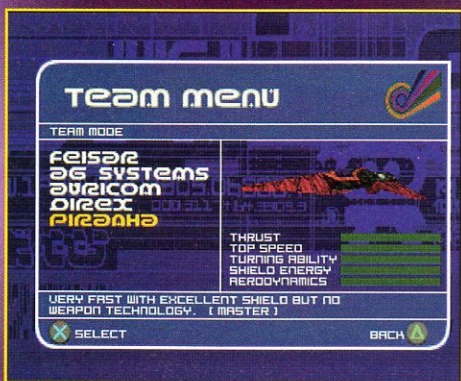 Team menu
TEAM MODE
FEISAR
AG SYSTEMS
AURICOM
QIREX
PIRANHA
THRUST
TOP SPEED
TURNING ABILITY
SHIELD ENERGY
AERODYNAMICS
VERY FAST WITH EXCELLENT SHIELD BUT NO
WEAPON TECHNOLOGY. ( MASTER )
SELECT
BACK